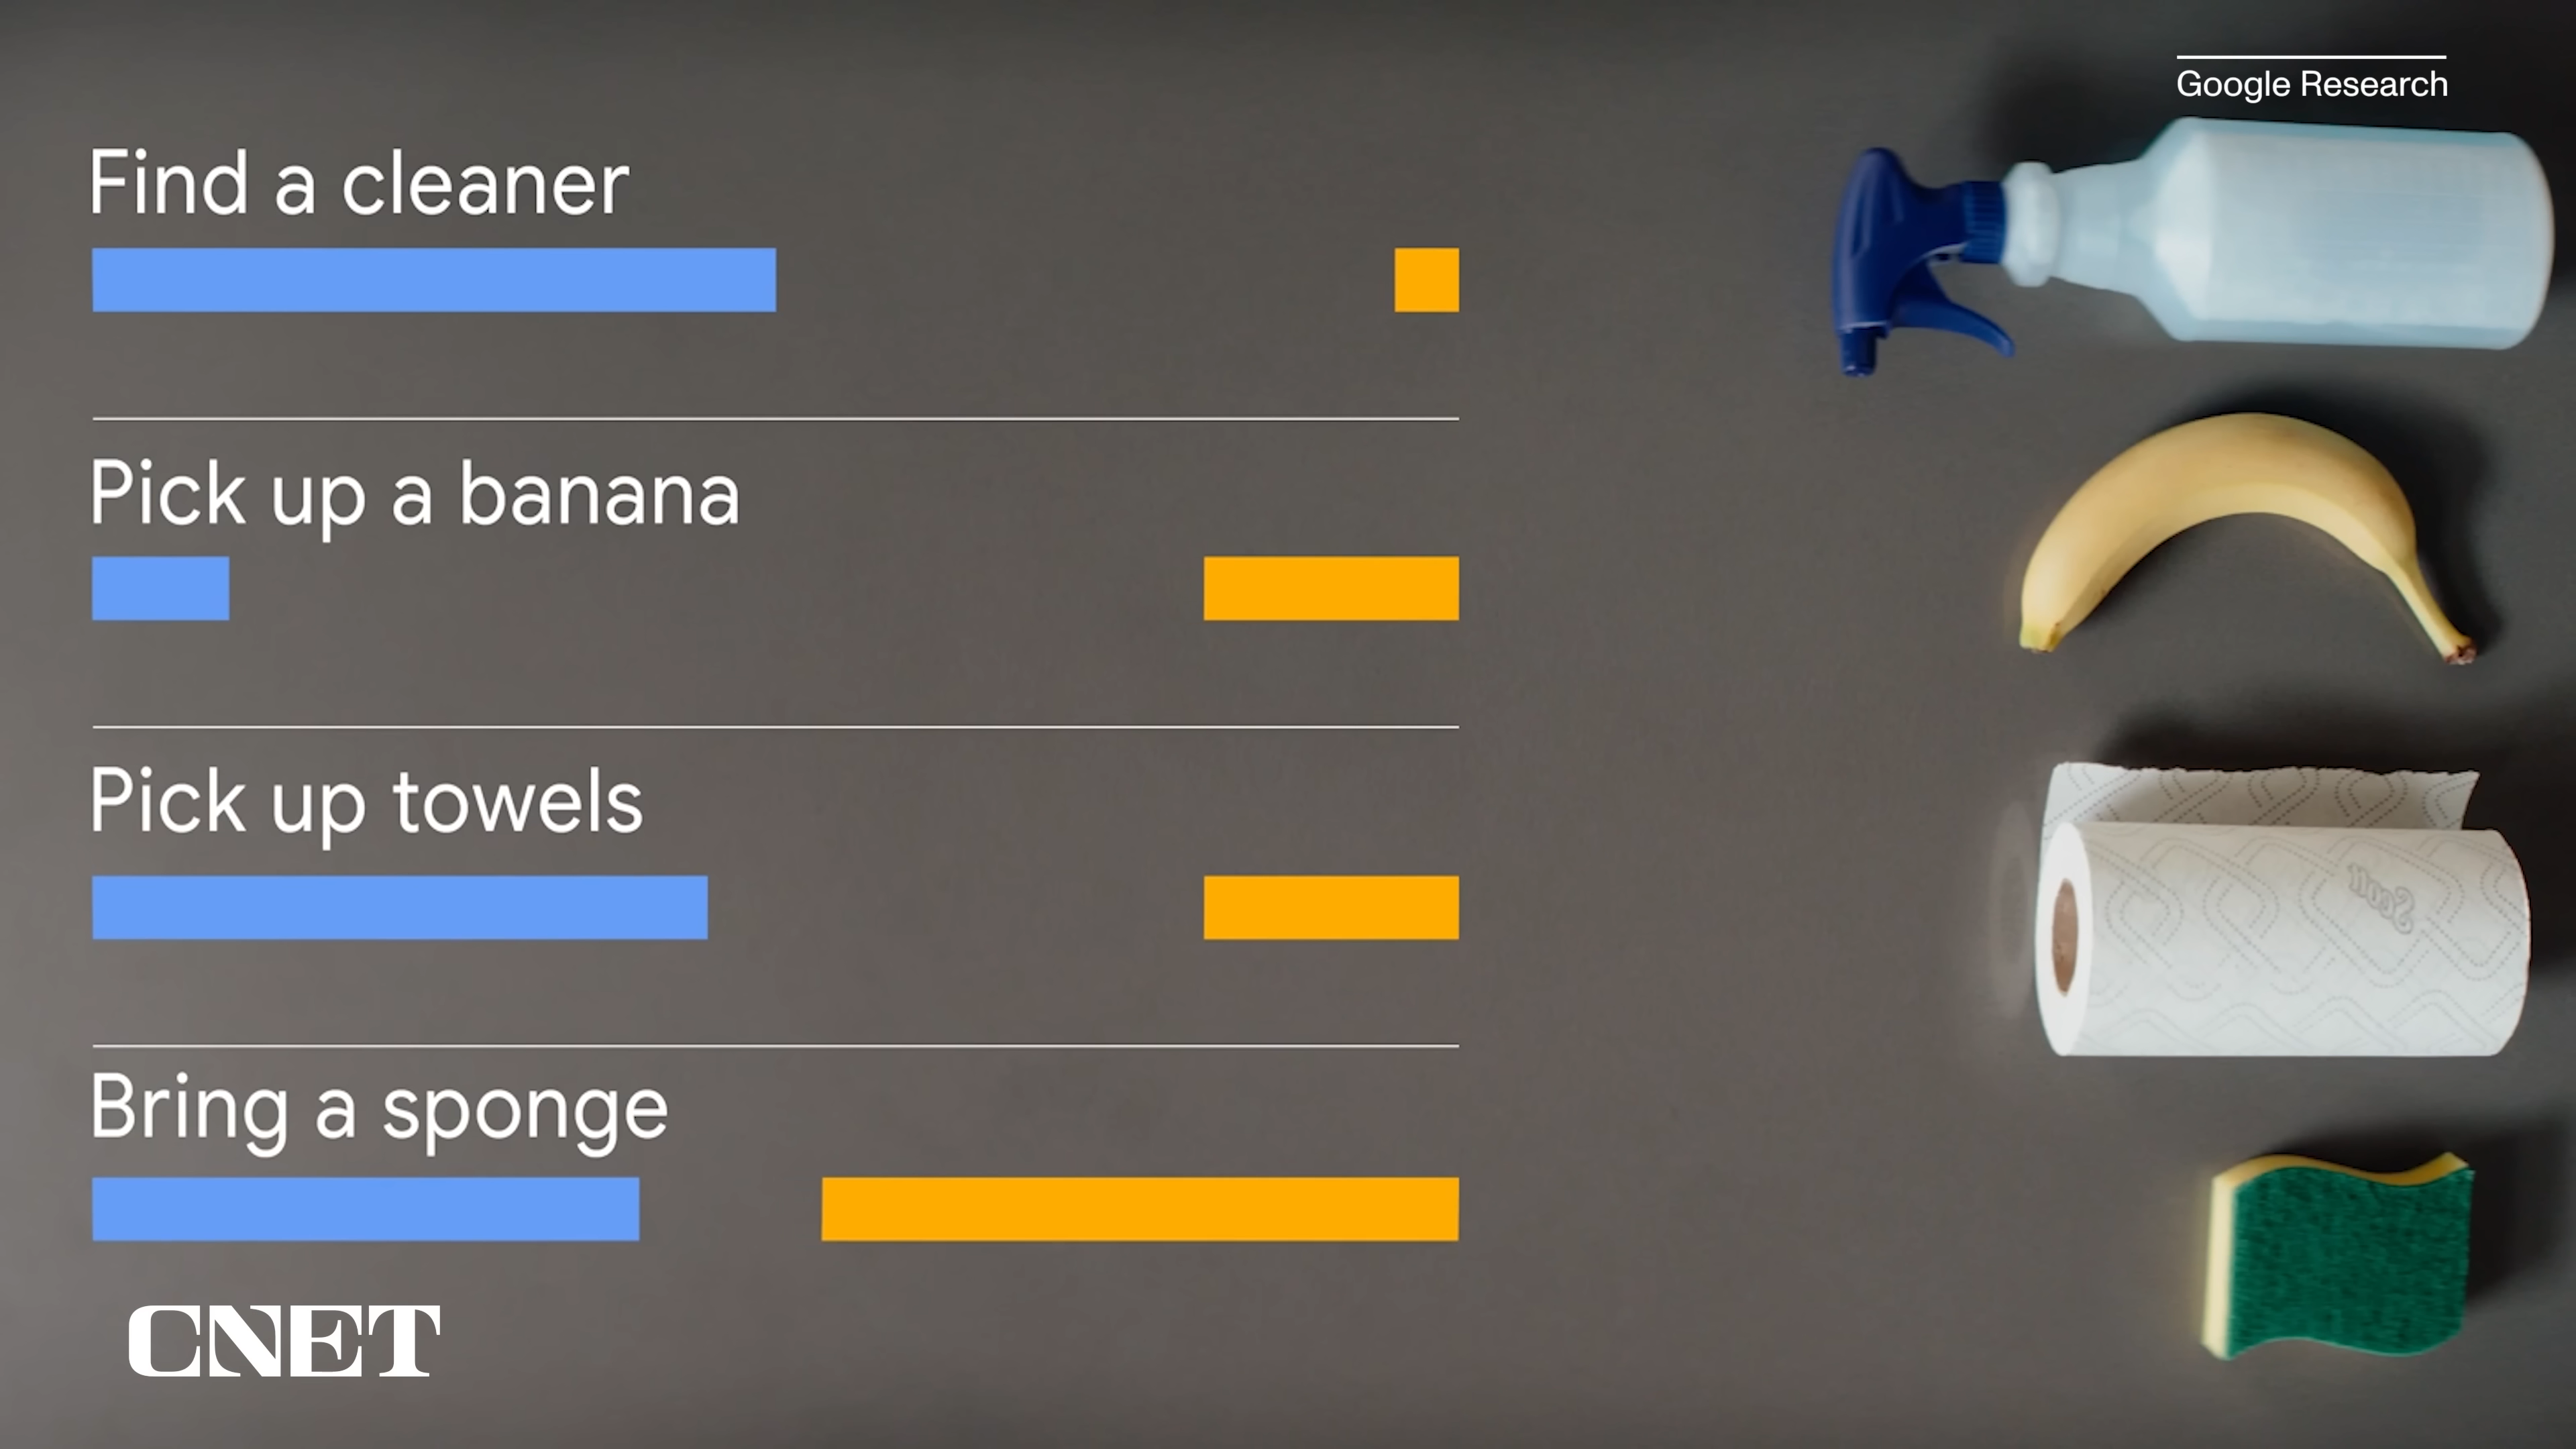 Google Research
Find a cleaner
Pick up a banana
Pick up towels
Scott
Bring a sponge
CNET